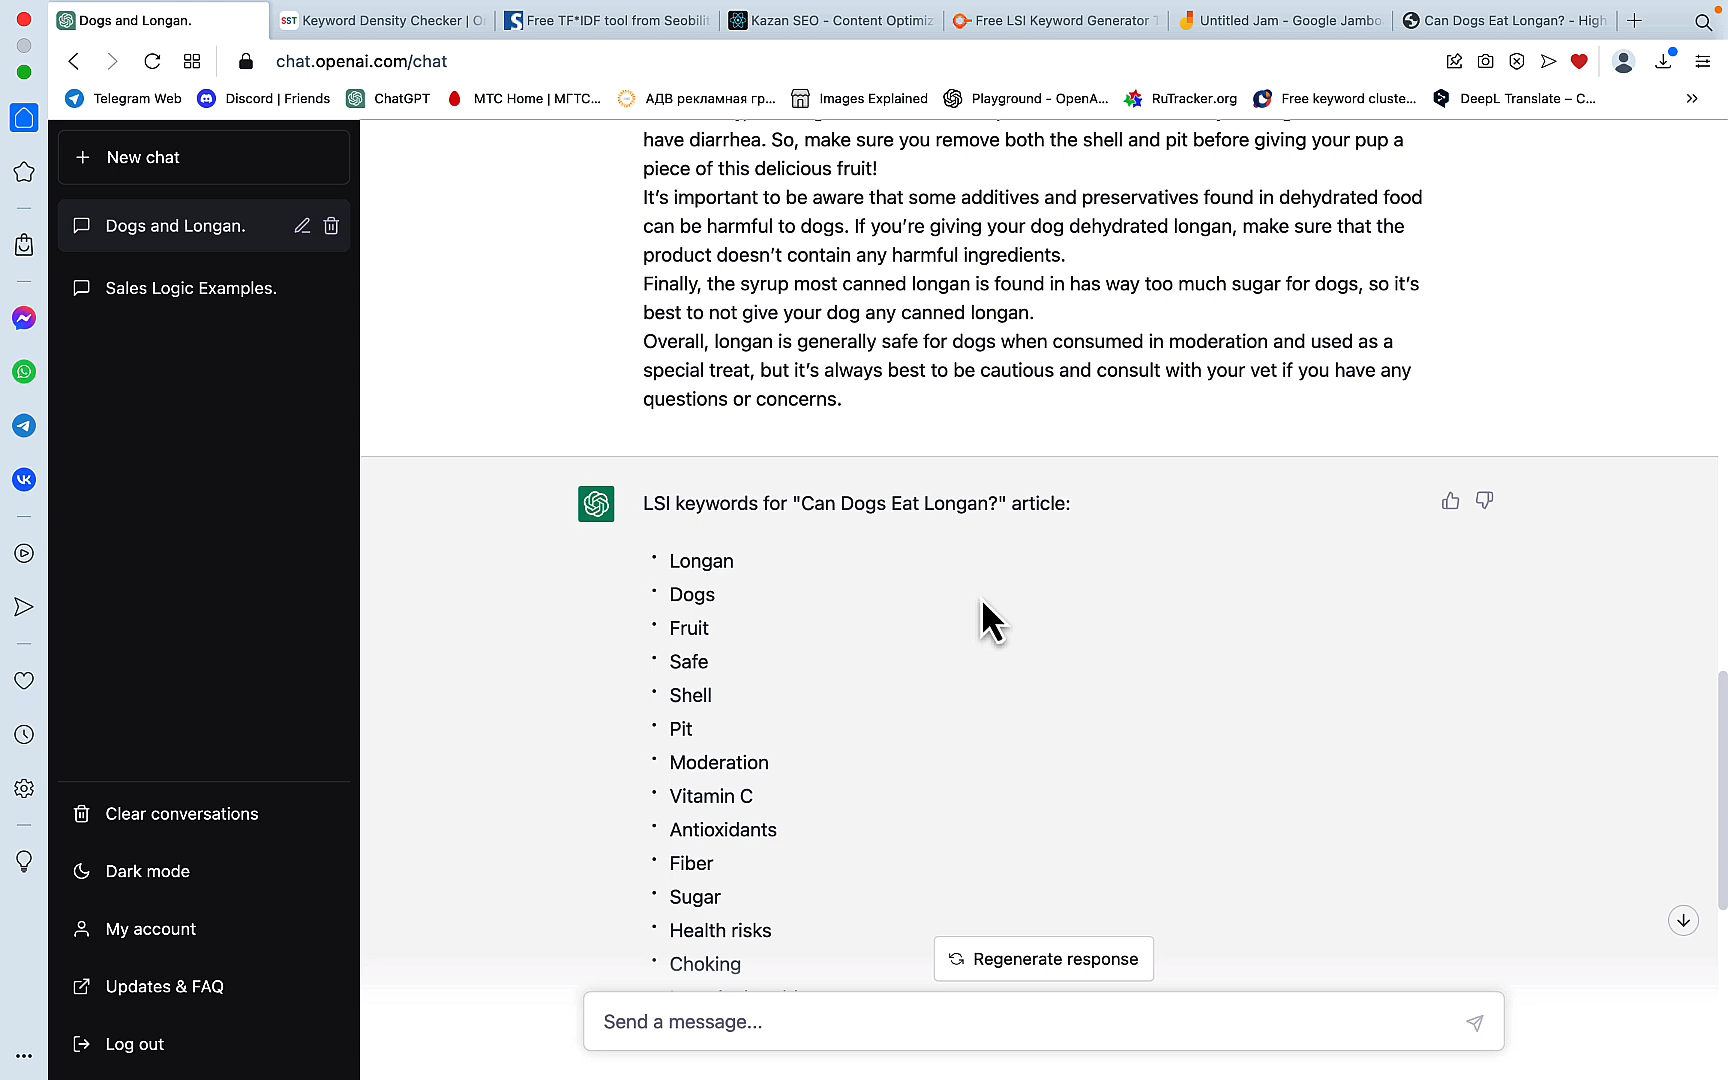 Dogs and Longan.
SST Keyword Density Checker | O
Free TF*IDF tool from Seobilit
Kazan SEO - Content Optimiz
Free LSI Keyword Generator
Untitled Jam - Google Jambo
Can Dogs Eat Longan? - High
chat.openai.com/chat
Telegram Web
Discord | Friends
ChatGPT
МТС Home | МГТС...
АДВ рекламная гр...
Images Explained
Playground - OpenA...
RuTracker.org
Free keyword cluste...
DeepL Translate – C...
New chat
Dogs and Longan.
Sales Logic Examples.
Clear conversations
Dark mode
My account
Updates & FAQ
Log out
have diarrhea. So, make sure you remove both the shell and pit before giving your pup a
piece of this delicious fruit!
It’s important to be aware that some additives and preservatives found in dehydrated food
can be harmful to dogs. If you’re giving your dog dehydrated longan, make sure that the
product doesn’t contain any harmful ingredients.
Finally, the syrup most canned longan is found in has way too much sugar for dogs, so it’s
best to not give your dog any canned longan.
Overall, longan is generally safe for dogs when consumed in moderation and used as a
special treat, but it’s always best to be cautious and consult with your vet if you have any
questions or concerns.
LSI keywords for "Can Dogs Eat Longan?" article:
• Longan
• Dogs
• Fruit
• Safe
• Shell
• Pit
• Moderation
• Vitamin C
• Antioxidants
• Fiber
• Sugar
• Health risks
• Choking
Regenerate response
Send a message...